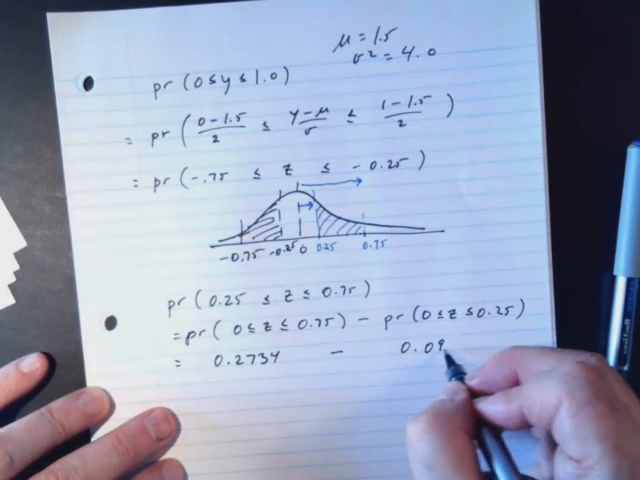 μ = 1.5
σ² = 4.0
pr (0 ≤ y ≤ 1.0)
= pr ( (0 - 1.5)/2 ≤ (y - μ)/σ ≤ (1 - 1.5)/2 )
= pr (-.75 ≤ z ≤ -0.25)
-0.75 -0.25 0 0.25 0.75
pr (0.25 ≤ z ≤ 0.75)
= pr (0 ≤ z ≤ 0.75) - pr (0 ≤ z ≤ 0.25)
= 0.2734 - 0.09